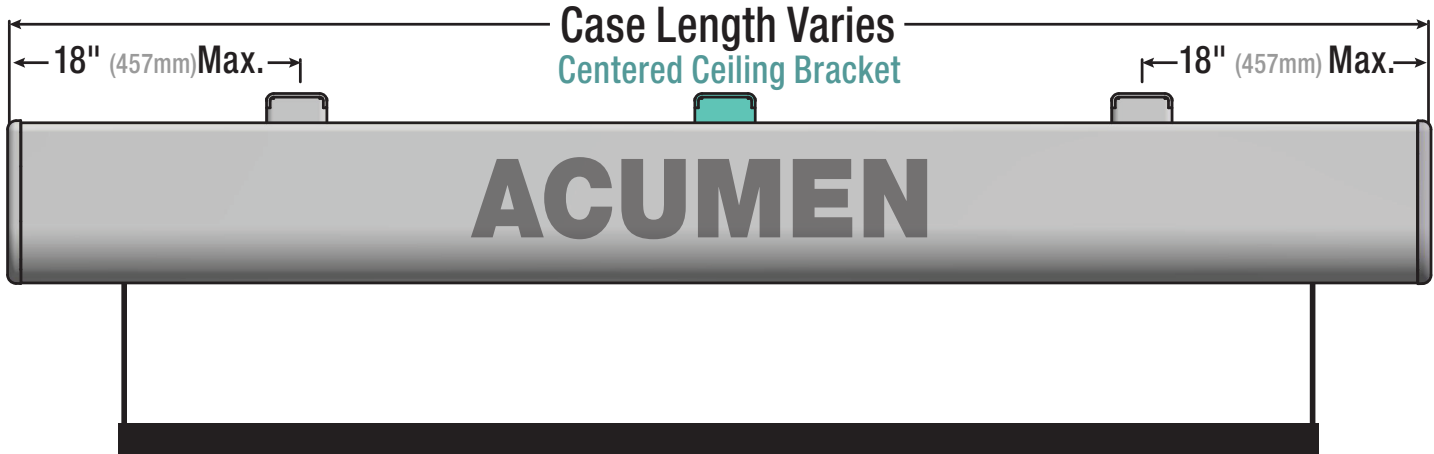 Case Length Varies
18" (457mm)Max.
Centered Ceiling Bracket
18" (457mm) Max.
ACUMEN